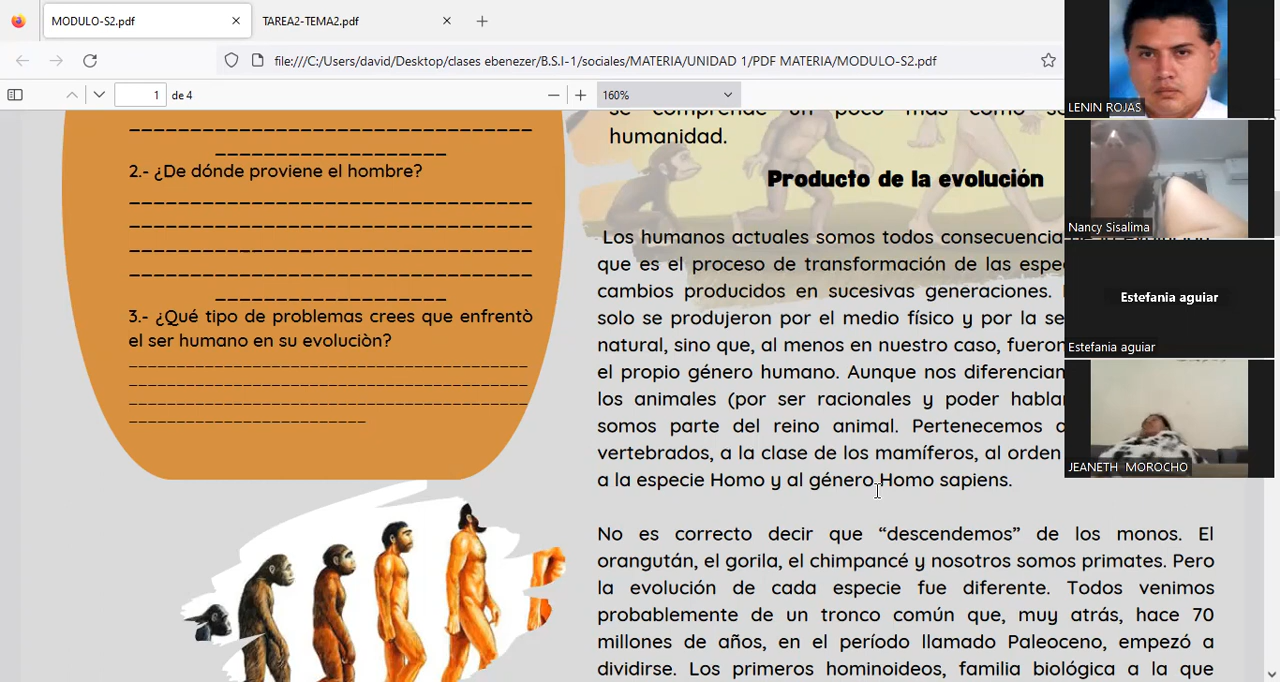 MODULO-S2.pdf
TAREA2-TEMA2.pdf
file:///C:/Users/david/Desktop/clases ebenezer/B.S.I-1/sociales/MATERIA/UNIDAD 1/PDF MATERIA/MODULO-S2.pdf
1 de 4
160%
2.- ¿De dónde proviene el hombre?
3.- ¿Qué tipo de problemas crees que enfrentò
el ser humano en su evoluciòn?
se comprende un poco más como
humanidad.
Producto de la evolución
Los humanos actuales somos todos consecuencia
que es el proceso de transformación de las
cambios producidos en sucesivas generaciones.
solo se produjeron por el medio físico y por la
natural, sino que, al menos en nuestro caso,
el propio género humano. Aunque nos
los animales (por ser racionales y poder
somos parte del reino animal. Pertenecemos
vertebrados, a la clase de los mamíferos, al orden
a la especie Homo y al género Homo sapiens.
No es correcto decir que “descendemos” de los monos. El
orangután, el gorila, el chimpancé y nosotros somos primates. Pero
la evolución de cada especie fue diferente. Todos venimos
probablemente de un tronco común que, muy atrás, hace 70
millones de años, en el período llamado Paleoceno, empezó a
dividirse. Los primeros hominoideos, familia biológica a la que
LENIN ROJAS
Nancy Sisalima
Estefania aguiar
Estefania aguiar
JEANETH MOROCHO